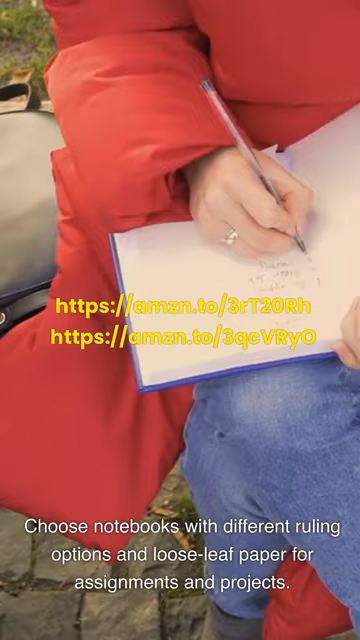 https://amzn.to/3rT20Rh
https://amzn.to/3qcVRyO
Choose notebooks with different ruling
options and loose-leaf paper for
assignments and projects.